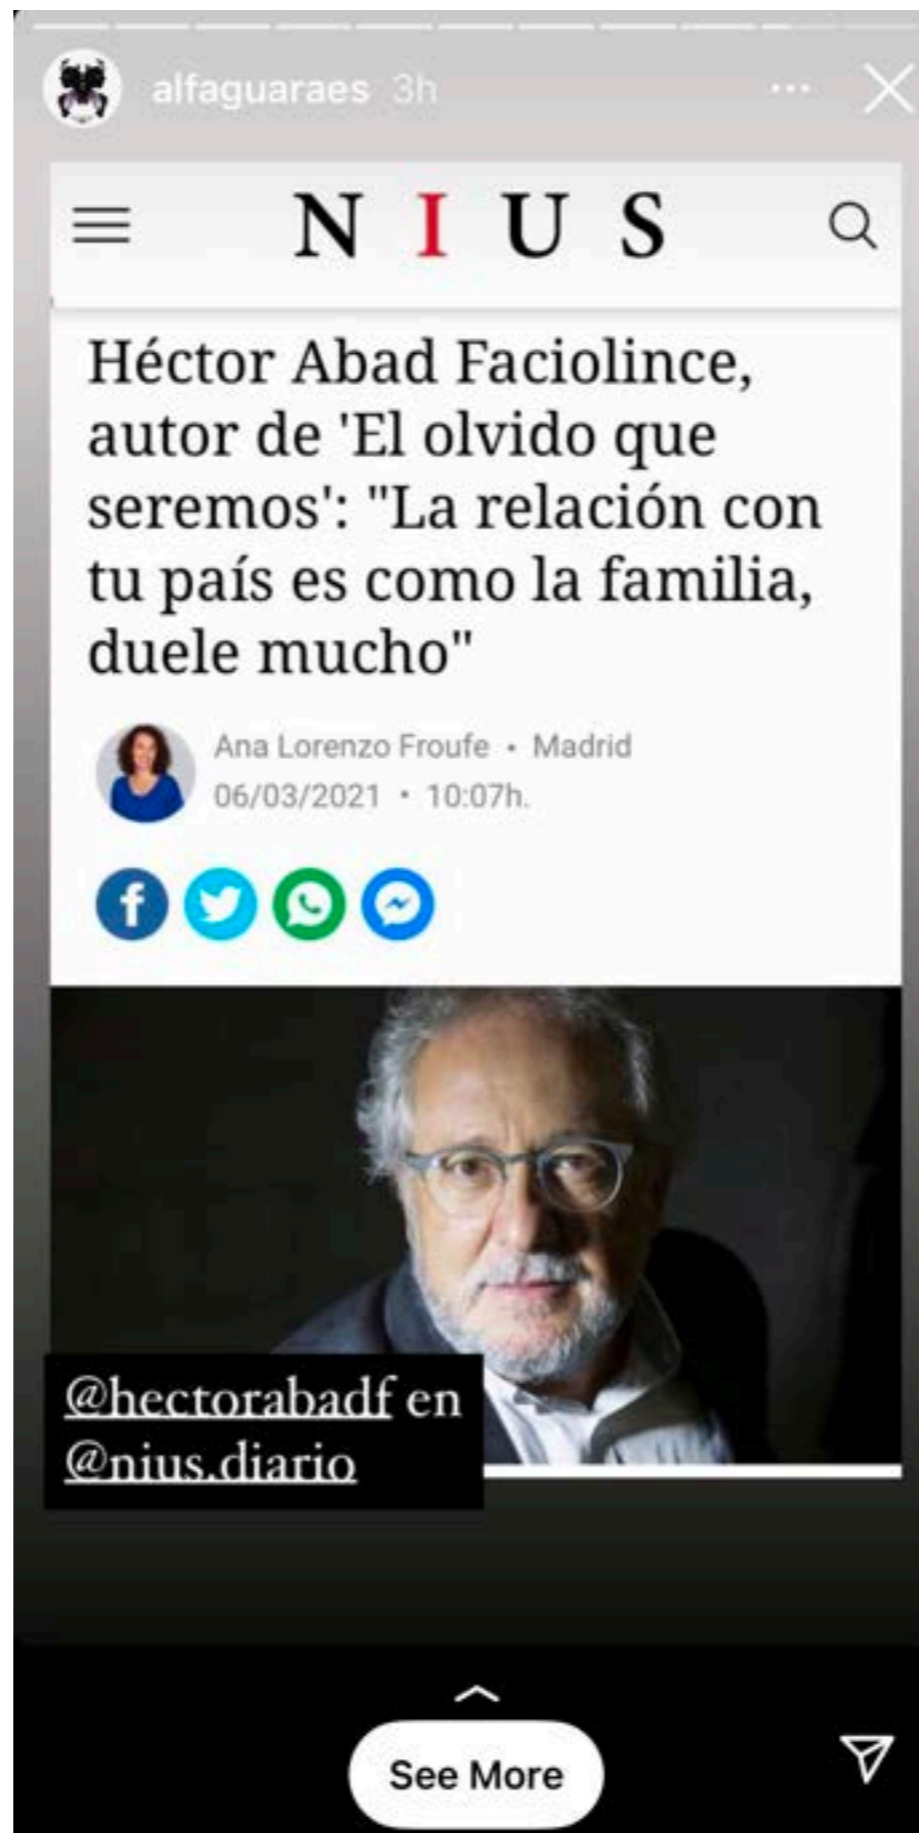 alfaguaraes 3h
NIUS
Héctor Abad Faciolince,
autor de 'El olvido que
seremos': "La relación con
tu país es como la familia,
duele mucho"
Ana Lorenzo Froufe • Madrid
06/03/2021 • 10:07h.
@hectorabadf en
@nius.diario
See More